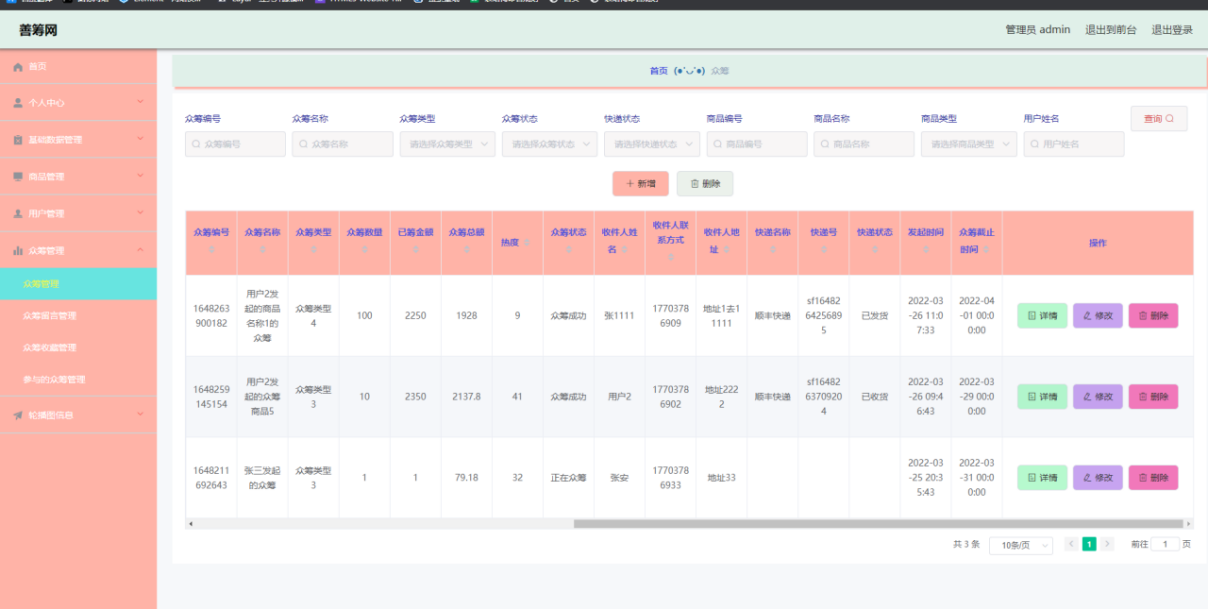 善筹网
管理员 admin 退出到前台 退出登录
首页
个人中心
基础数据管理
商品管理
用户管理
众筹管理
众筹管理
众筹留言管理
众筹收藏管理
参与的众筹管理
轮播图信息
首页 (●'◡'●) 众筹
众筹编号 众筹名称 众筹类型 众筹状态 快递状态 商品编号 商品名称 商品类型 用户姓名
众筹编号 众筹名称 请选择众筹类型 请选择众筹状态 请选择快递状态 商品编号 商品名称 请选择商品类型 用户姓名
查询
新增 删除
众筹编号 众筹名称 众筹类型 众筹数量 已筹金额 众筹总额 热度 众筹状态 收件人姓名 收件人联系方式 收件人地址 快递名称 快递号 快递状态 发起时间 众筹截止时间 操作
1648263900182 用户2发起的商品名称1的众筹 众筹类型4 100 2250 1928 9 众筹成功 张1111 17703786909 地址1去11111 顺丰快递 sf1648264256895 已发货 2022-03-26 11:07:33 2022-04-01 00:00:00 详情 修改 删除
1648259145154 用户2发起的众筹商品5 众筹类型3 10 2350 2137.8 41 众筹成功 用户2 17703786902 地址2222 顺丰快递 sf1648263709204 已收货 2022-03-26 09:46:43 2022-03-29 00:00:00 详情 修改 删除
1648211692643 张三发起的众筹 众筹类型3 1 1 79.18 32 正在众筹 张安 17703786933 地址33 2022-03-25 20:35:43 2022-03-31 00:00:00 详情 修改 删除
共 3 条 10条/页 1 前往 1 页